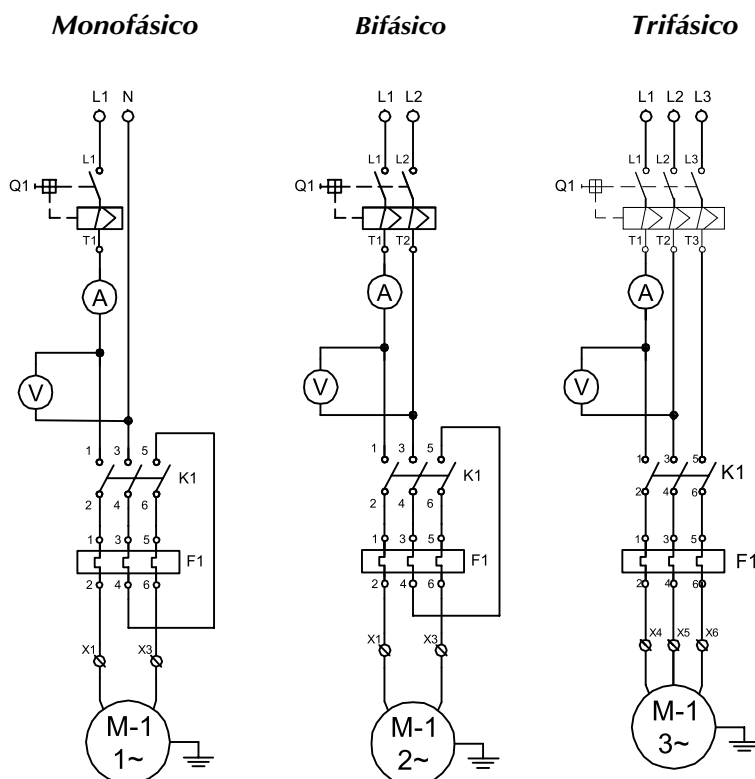 Monofásico
L1 N
L1
Q1
T1
A
V
1 3 5
K1
2 4 6
1 3 5
F1
2 4 6
X1 X3
M-1
1~
Bifásico
L1 L2
L1 L2
Q1
T1 T2
A
V
1 3 5
K1
2 4 6
1 3 5
F1
2 4 6
X1 X3
M-1
2~
Trifásico
L1 L2 L3
L1 L2 L3
Q1
T1 T2 T3
A
V
1 3 5
K1
2 4 6
1 3 5
F1
2 4 6
X4 X5 X6
M-1
3~